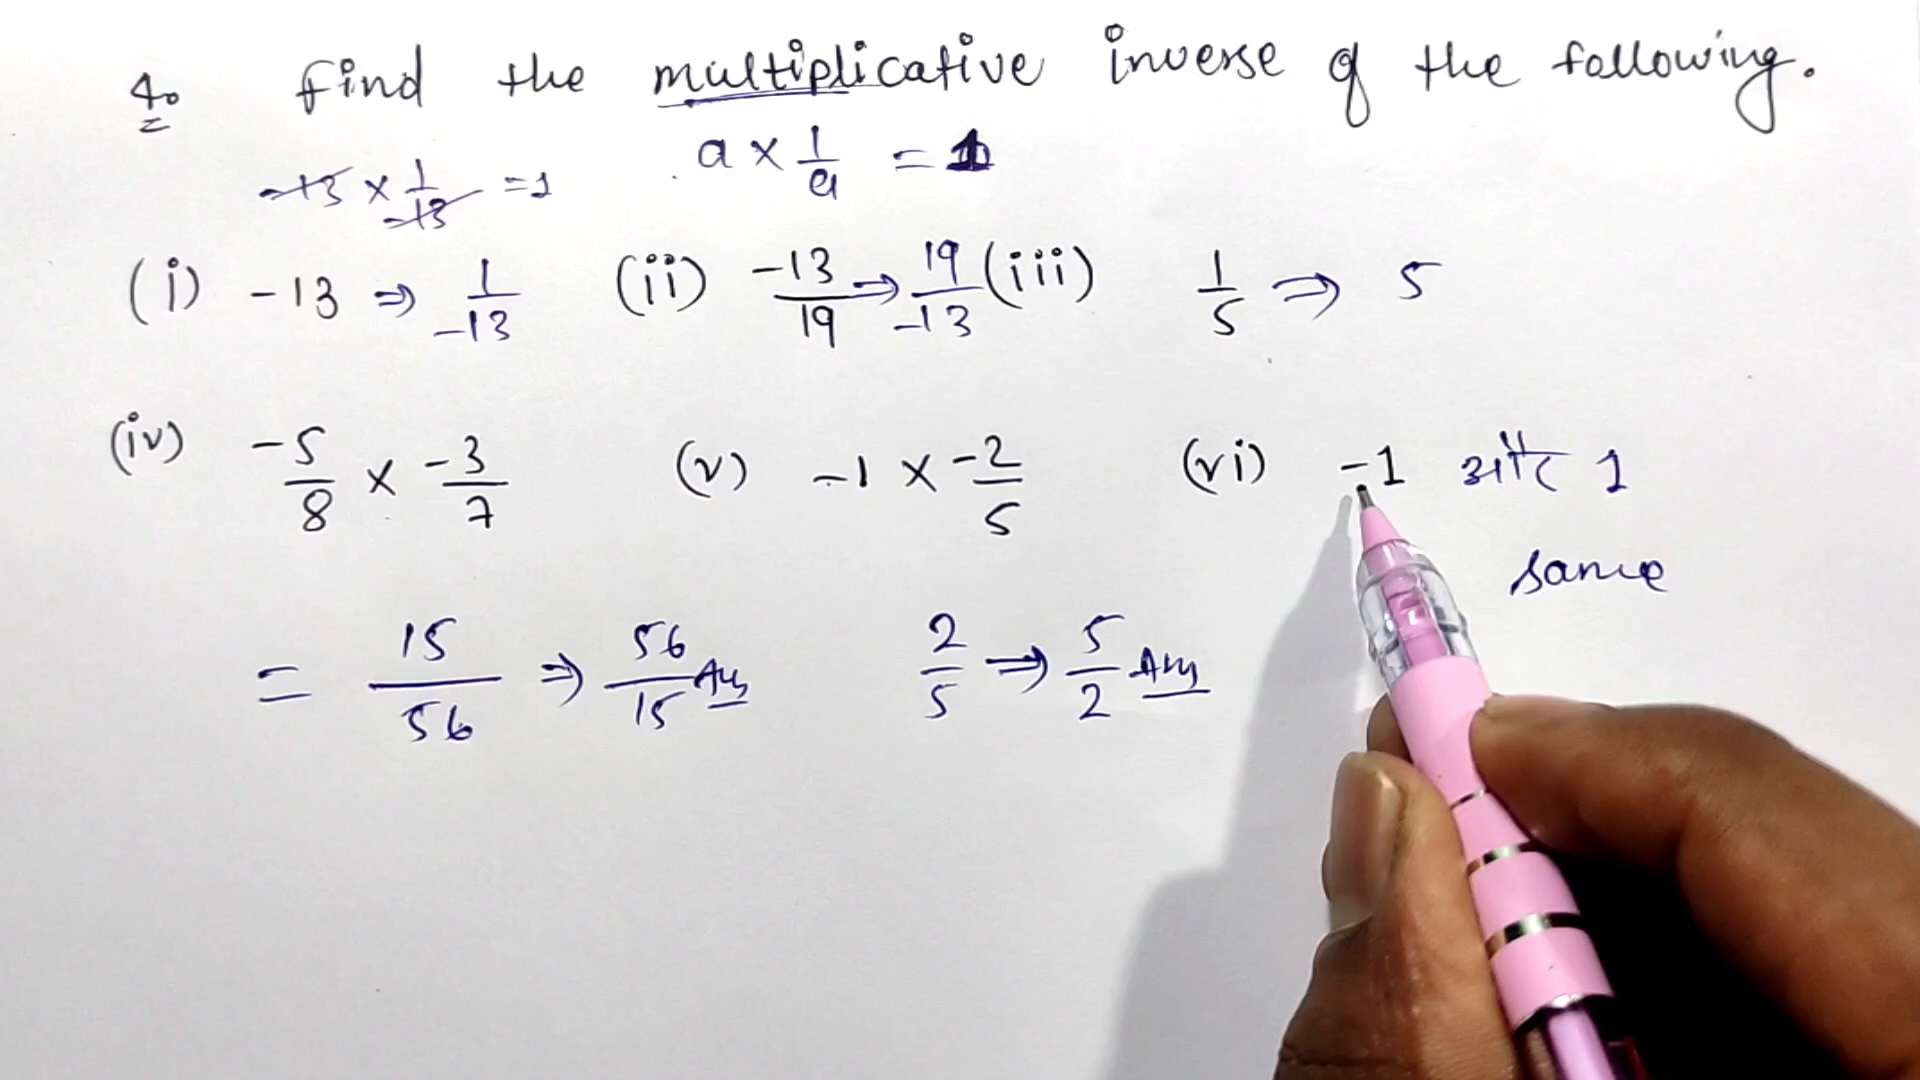 4. Find the multiplicative inverse of the following.
a × 1/a = 1
-13 × 1/-13 = 1
(i) -13 ⇒ 1/-13 (ii) -13/19 ⇒ 19/-13 (iii) 1/5 ⇒ 5
(iv) -5/8 × -3/7 (v) -1 × -2/5 (vi) -1 और 1
same
= 15/56 ⇒ 56/15 Ans 2/5 ⇒ 5/2 Ans